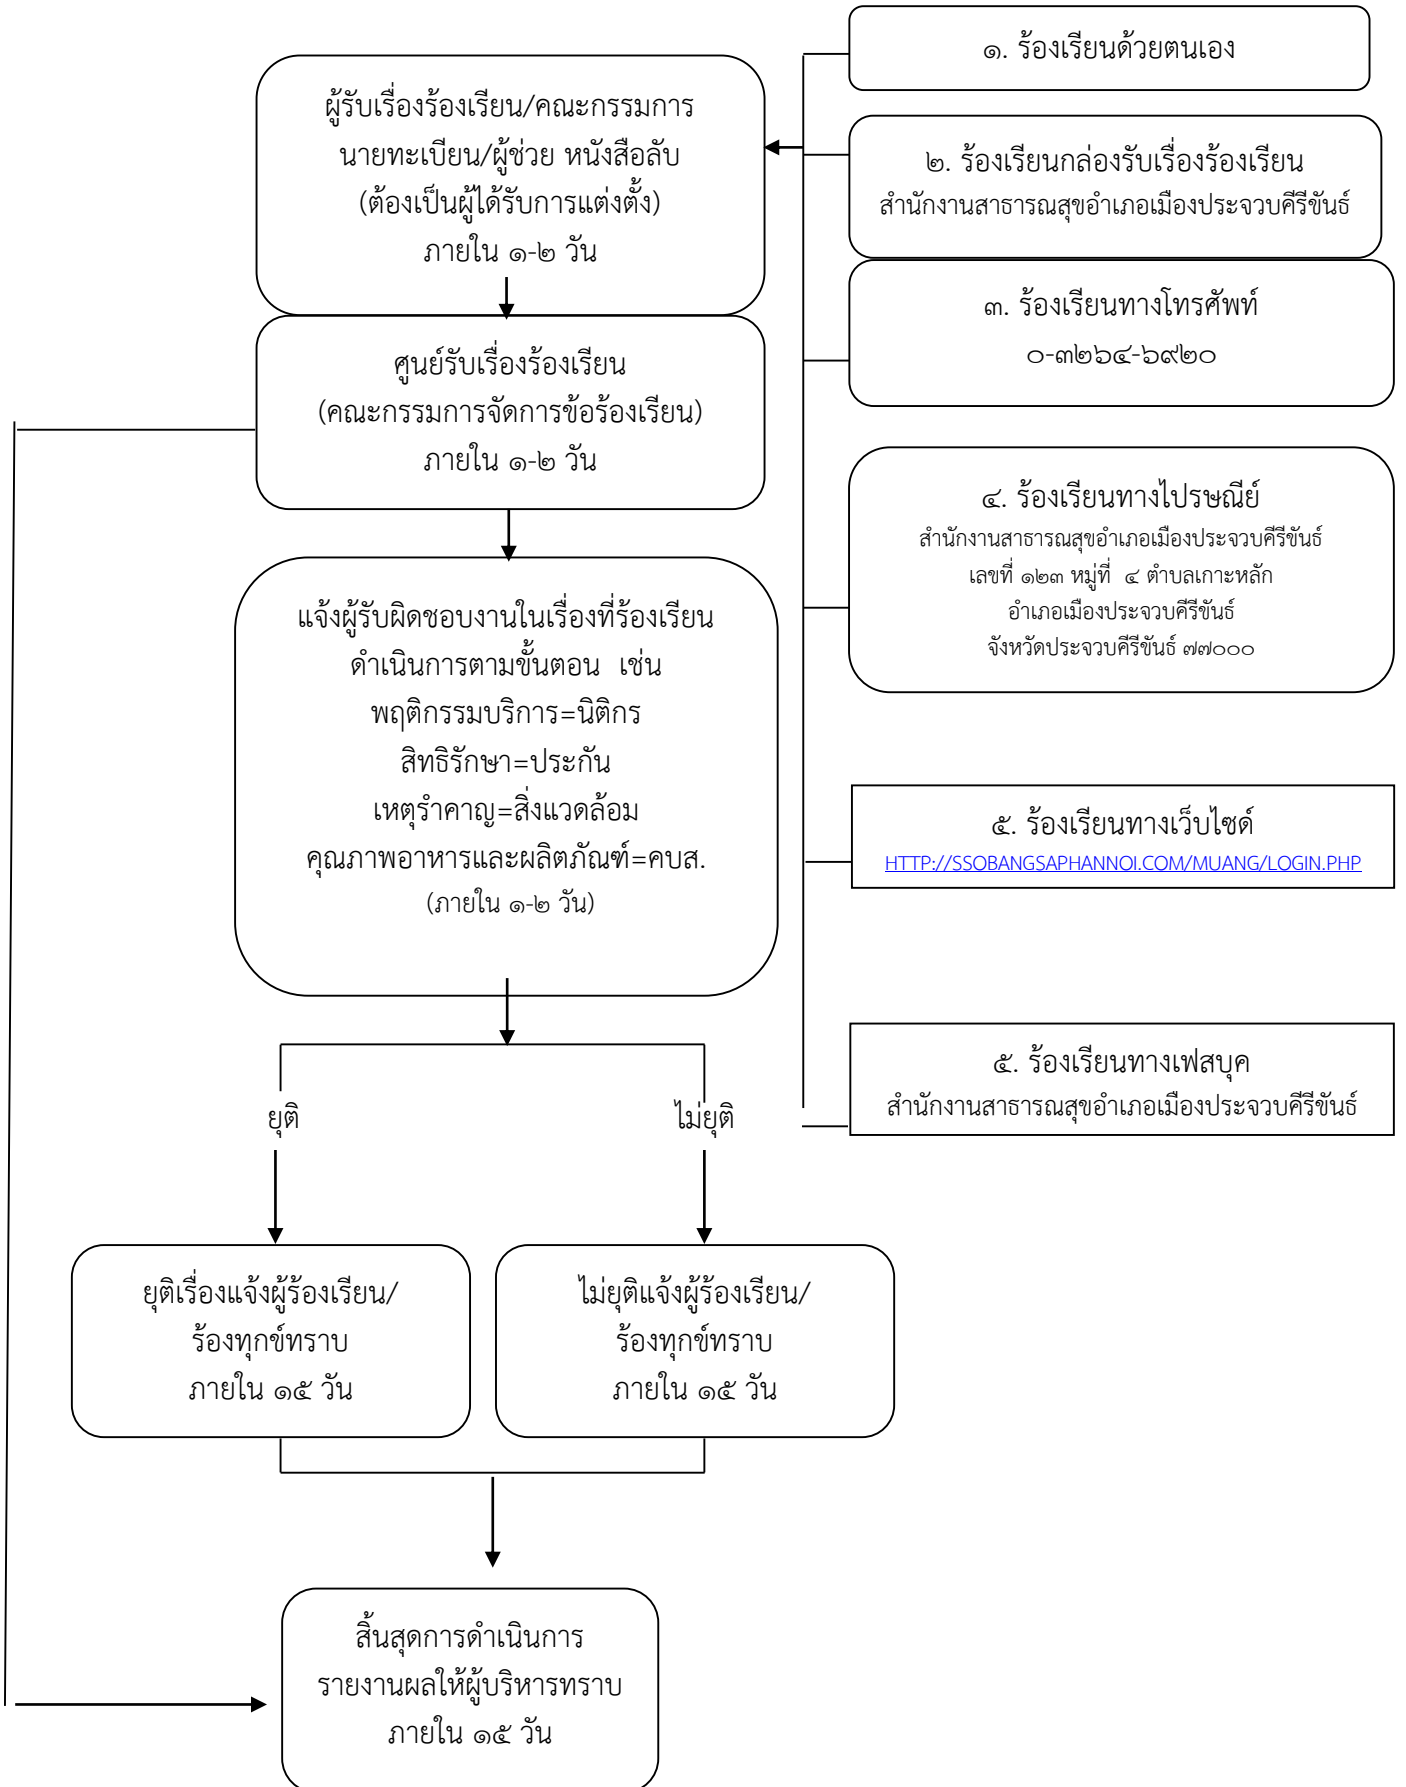 ๑. ร้องเรียนด้วยตนเอง
ผู้รับเรื่องร้องเรียน/คณะกรรมการ
นายทะเบียน/ผู้ช่วย หนังสือลับ
(ต้องเป็นผู้ได้รับการแต่งตั้ง)
ภายใน ๑-๒ วัน
๒. ร้องเรียนกล่องรับเรื่องร้องเรียน
สำนักงานสาธารณสุขอำเภอเมืองประจวบคีรีขันธ์
๓. ร้องเรียนทางโทรศัพท์
๐-๓๒๖๔-๖๙๒๐
ศูนย์รับเรื่องร้องเรียน
(คณะกรรมการจัดการข้อร้องเรียน)
ภายใน ๑-๒ วัน
๔. ร้องเรียนทางไปรษณีย์
สำนักงานสาธารณสุขอำเภอเมืองประจวบคีรีขันธ์
เลขที่ ๑๒๓ หมู่ที่ ๔ ตำบลเกาะหลัก
อำเภอเมืองประจวบคีรีขันธ์
จังหวัดประจวบคีรีขันธ์ ๗๗๐๐๐
แจ้งผู้รับผิดชอบงานในเรื่องที่ร้องเรียน
ดำเนินการตามขั้นตอน เช่น
พฤติกรรมบริการ=นิติกร
สิทธิรักษา=ประกัน
เหตุรำคาญ=สิ่งแวดล้อม
คุณภาพอาหารและผลิตภัณฑ์=คบส.
(ภายใน ๑-๒ วัน)
๕. ร้องเรียนทางเว็บไซด์
HTTP://SSOBANGSAPHANNOI.COM/MUANG/LOGIN.PHP
๕. ร้องเรียนทางเฟสบุค
สำนักงานสาธารณสุขอำเภอเมืองประจวบคีรีขันธ์
ยุติ
ไม่ยุติ
ยุติเรื่องแจ้งผู้ร้องเรียน/
ร้องทุกข์ทราบ
ภายใน ๑๕ วัน
ไม่ยุติแจ้งผู้ร้องเรียน/
ร้องทุกข์ทราบ
ภายใน ๑๕ วัน
สิ้นสุดการดำเนินการ
รายงานผลให้ผู้บริหารทราบ
ภายใน ๑๕ วัน